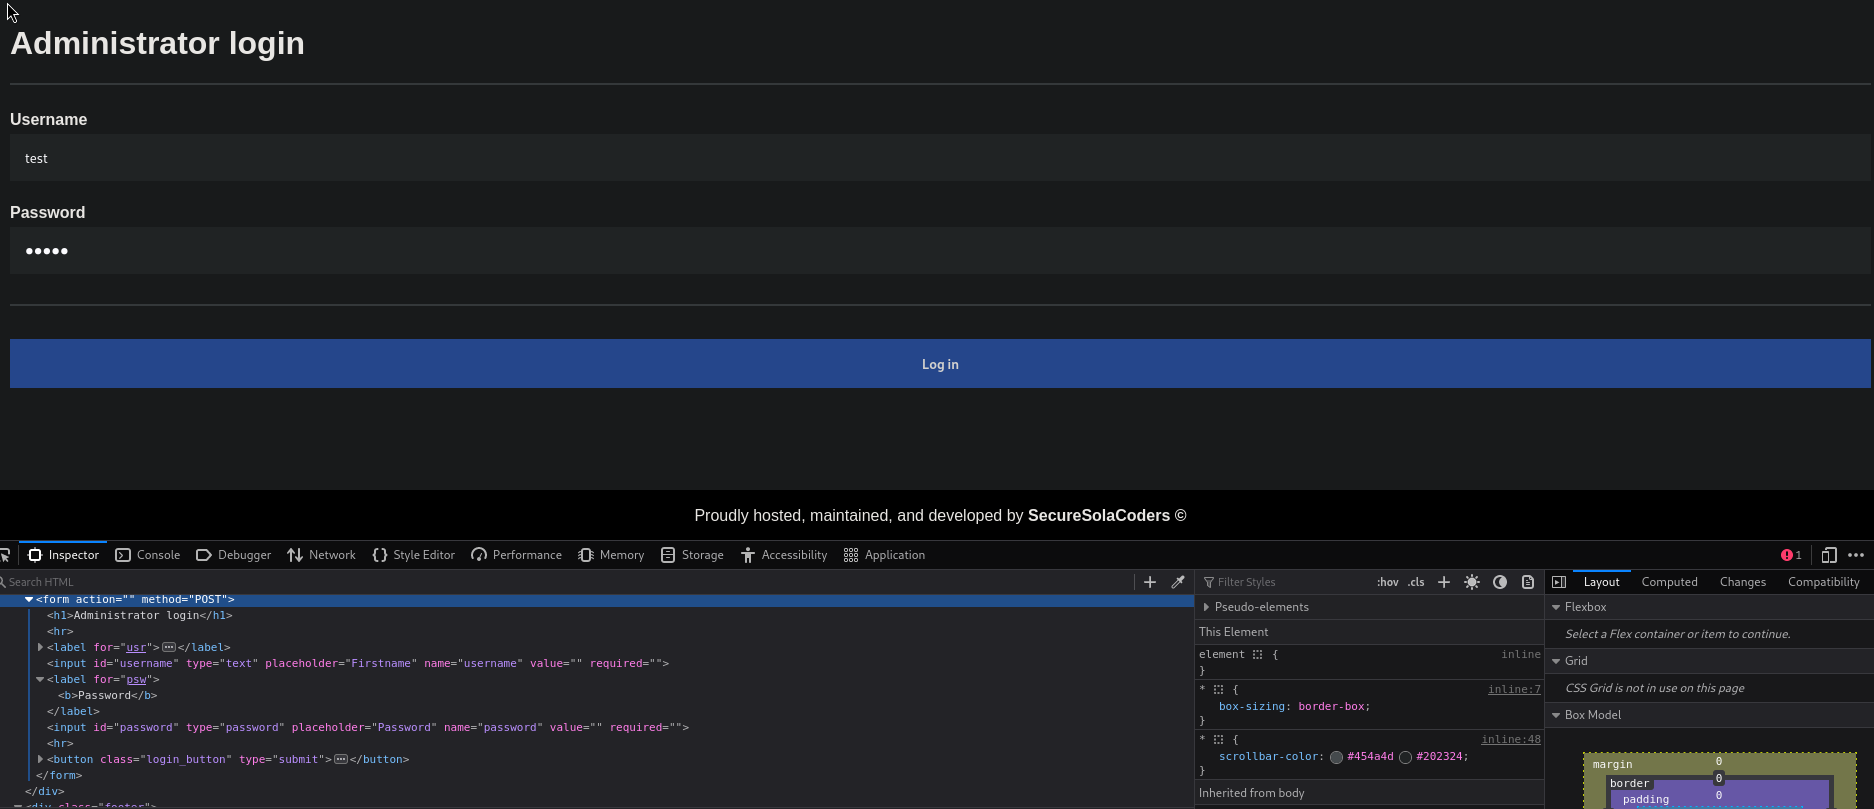 Administrator login
Username
test
Password
●●●●●
Log in
Proudly hosted, maintained, and developed by SecureSolaCoders ©
Inspector Console Debugger Network Style Editor Performance Memory Storage Accessibility Application 1
Search HTML
<form action="" method="POST">
<h1>Administrator login</h1>
<hr>
<label for="usr"></label>
<input id="username" type="text" placeholder="Firstname" name="username" value="" required="">
<label for="psw">
<b>Password</b>
</label>
<input id="password" type="password" placeholder="Password" name="password" value="" required="">
<hr>
<button class="login_button" type="submit"></button>
</form>
</div>
<div class="footer">
Filter Styles :hov .cls
Pseudo-elements
This Element
element { inline
}
* { inline:7
box-sizing: border-box;
}
* { inline:48
scrollbar-color: #454a4d #202324;
}
Inherited from body
Layout Computed Changes Compatibility
Flexbox
Select a Flex container or item to continue.
Grid
CSS Grid is not in use on this page
Box Model
margin 0
border 0
padding 0